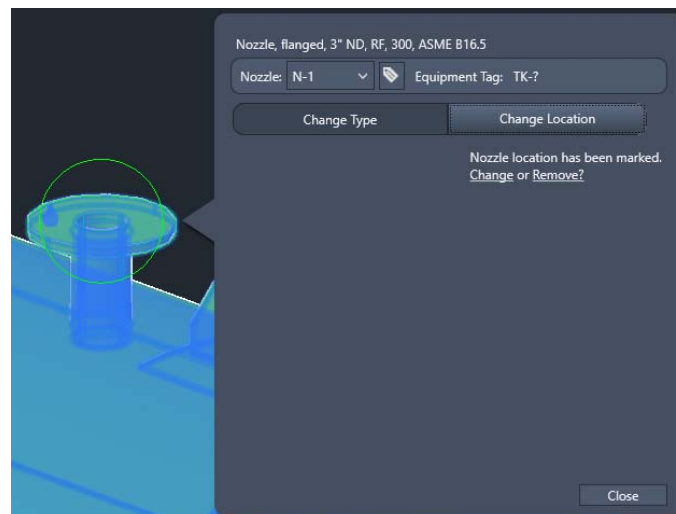 Nozzle, flanged, 3" ND, RF, 300, ASME B16.5
Nozzle: N-1 Equipment Tag: TK-?
Change Type Change Location
Nozzle location has been marked.
Change or Remove?
Close